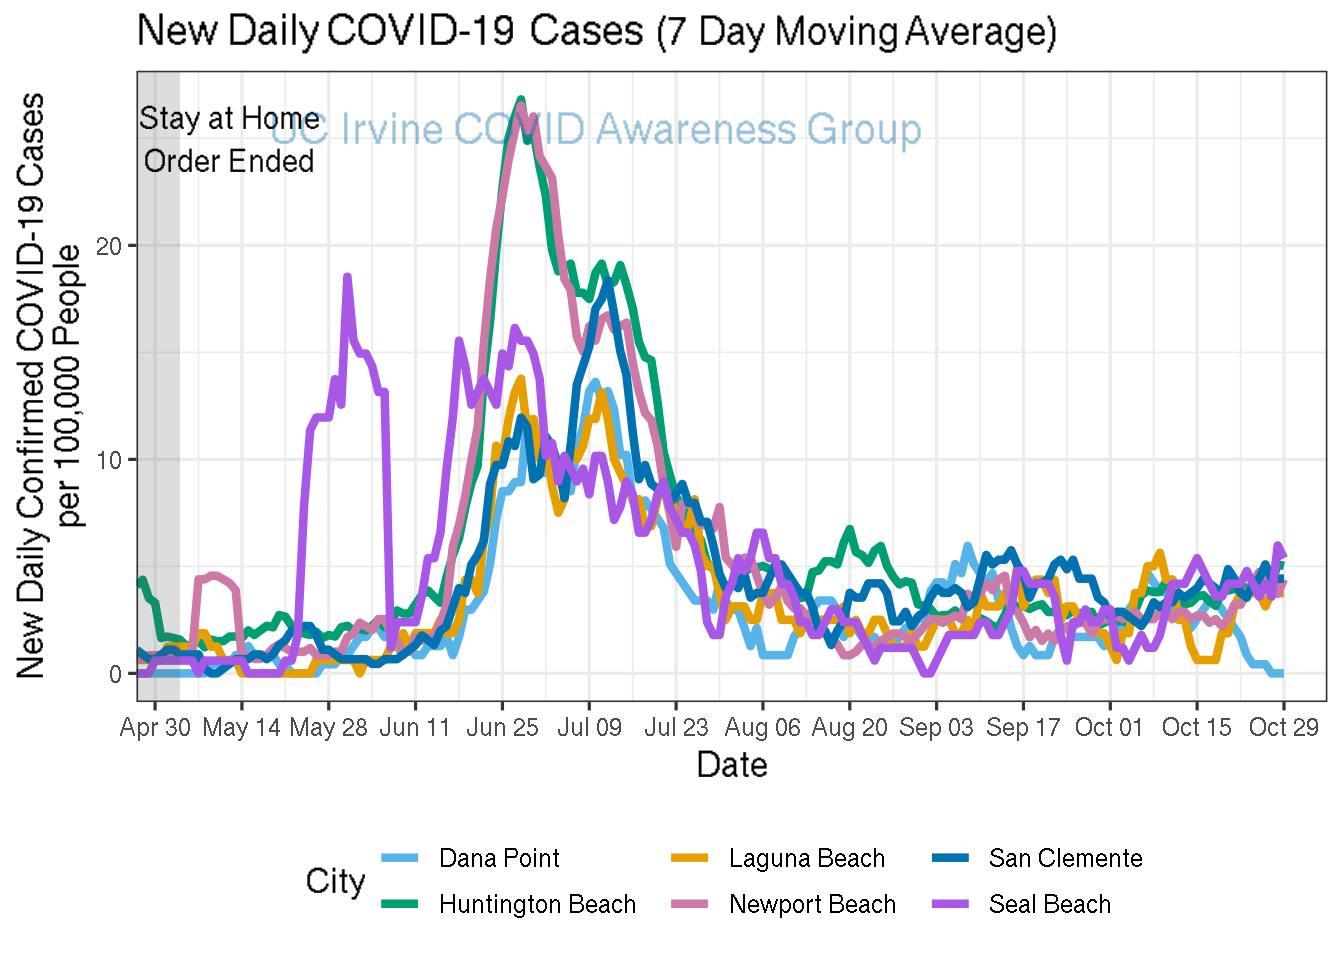 New Daily COVID-19 Cases (7 Day Moving Average)
Stay at Home
Order Ended
UC Irvine COVID Awareness Group
New Daily Confirmed COVID-19 Cases
per 100,000 People
20
10
0
Apr 30 May 14 May 28 Jun 11 Jun 25 Jul 09 Jul 23 Aug 06 Aug 20 Sep 03 Sep 17 Oct 01 Oct 15 Oct 29
Date
City
Dana Point Laguna Beach San Clemente
Huntington Beach Newport Beach Seal Beach